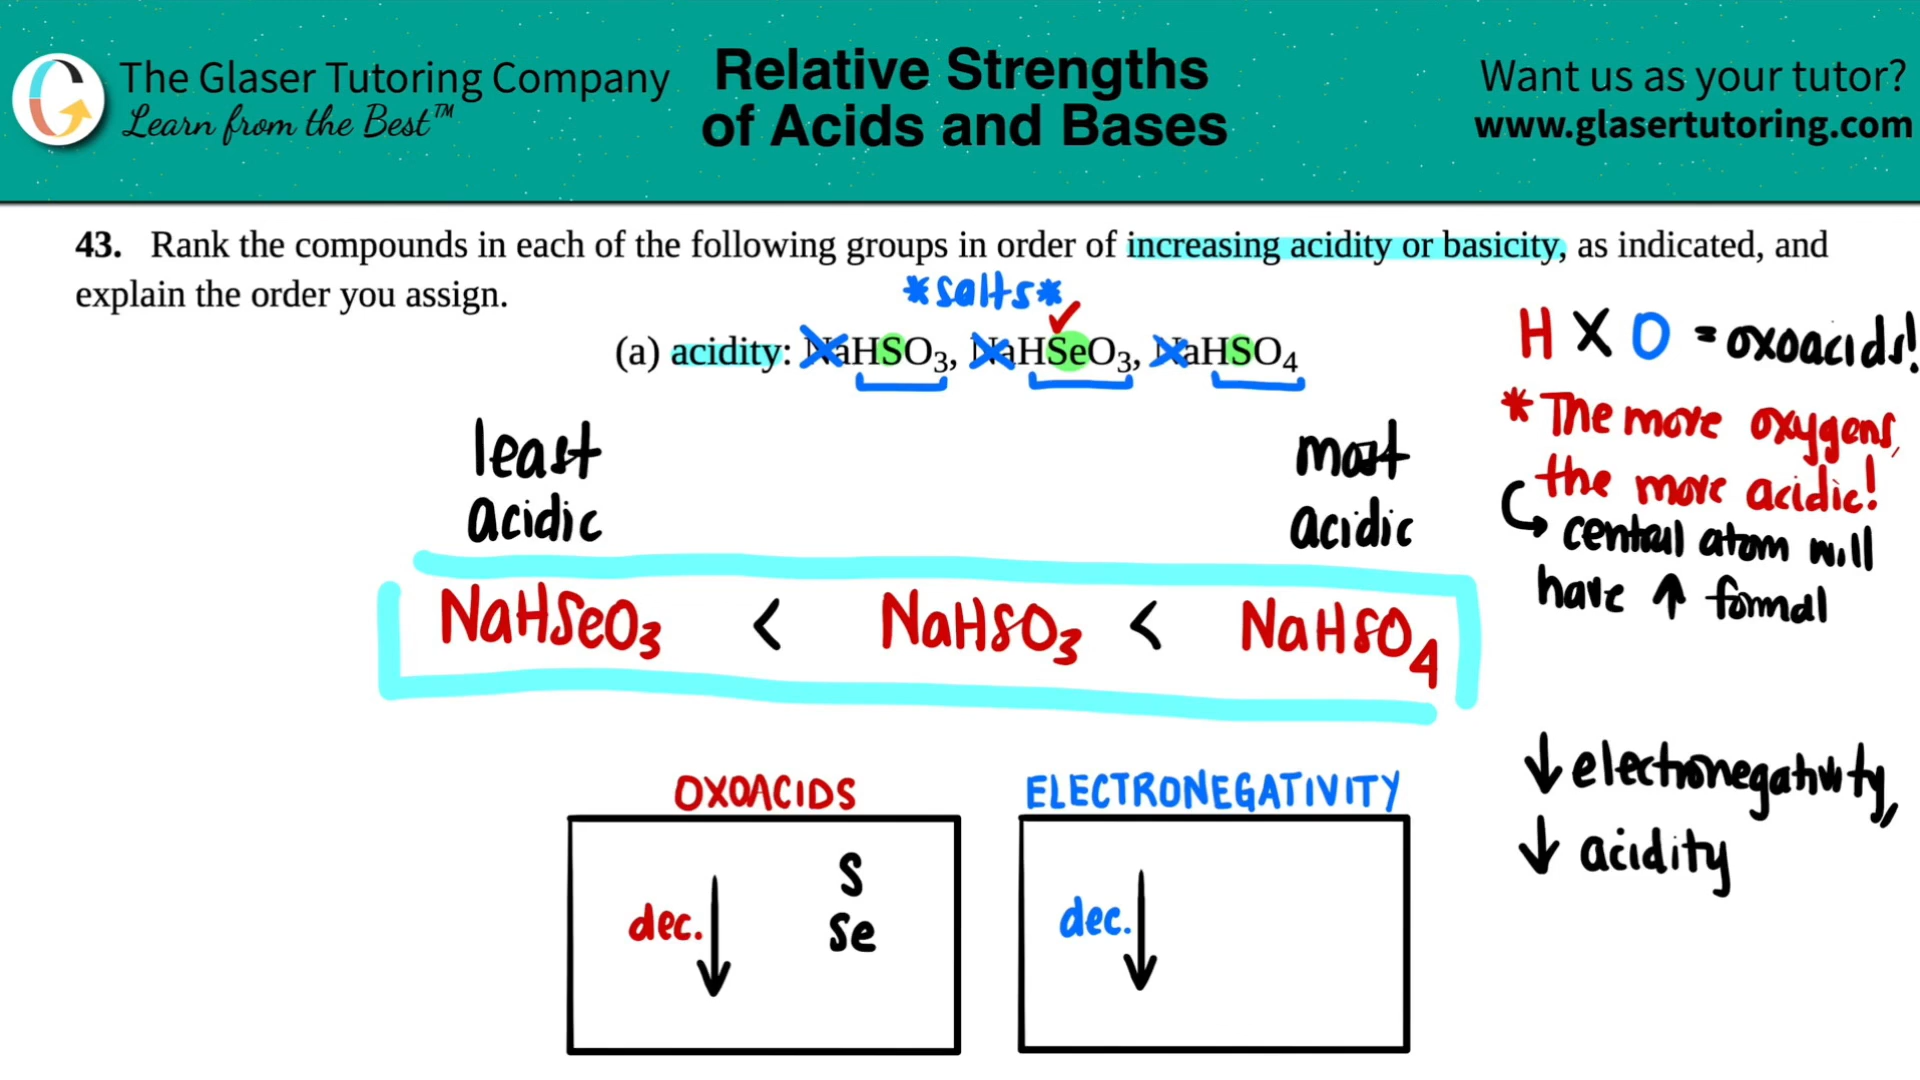 The Glaser Tutoring Company
Learn from the Best™
Relative Strengths
of Acids and Bases
Want us as your tutor?
www.glasertutoring.com
43. Rank the compounds in each of the following groups in order of increasing acidity or basicity, as indicated, and
explain the order you assign.
*salts*
(a) acidity: NaHSO₃, NaHSeO₃, NaHSO₄
H X O = oxoacids!
* The more oxygens,
the more acidic!
↳ central atom will
have ↑ formal
least
acidic
most
acidic
NaHSeO₃ < NaHSO₃ < NaHSO₄
↓ electronegativity,
↓ acidity
OXOACIDS
dec. ↓
S
Se
ELECTRONEGATIVITY
dec. ↓